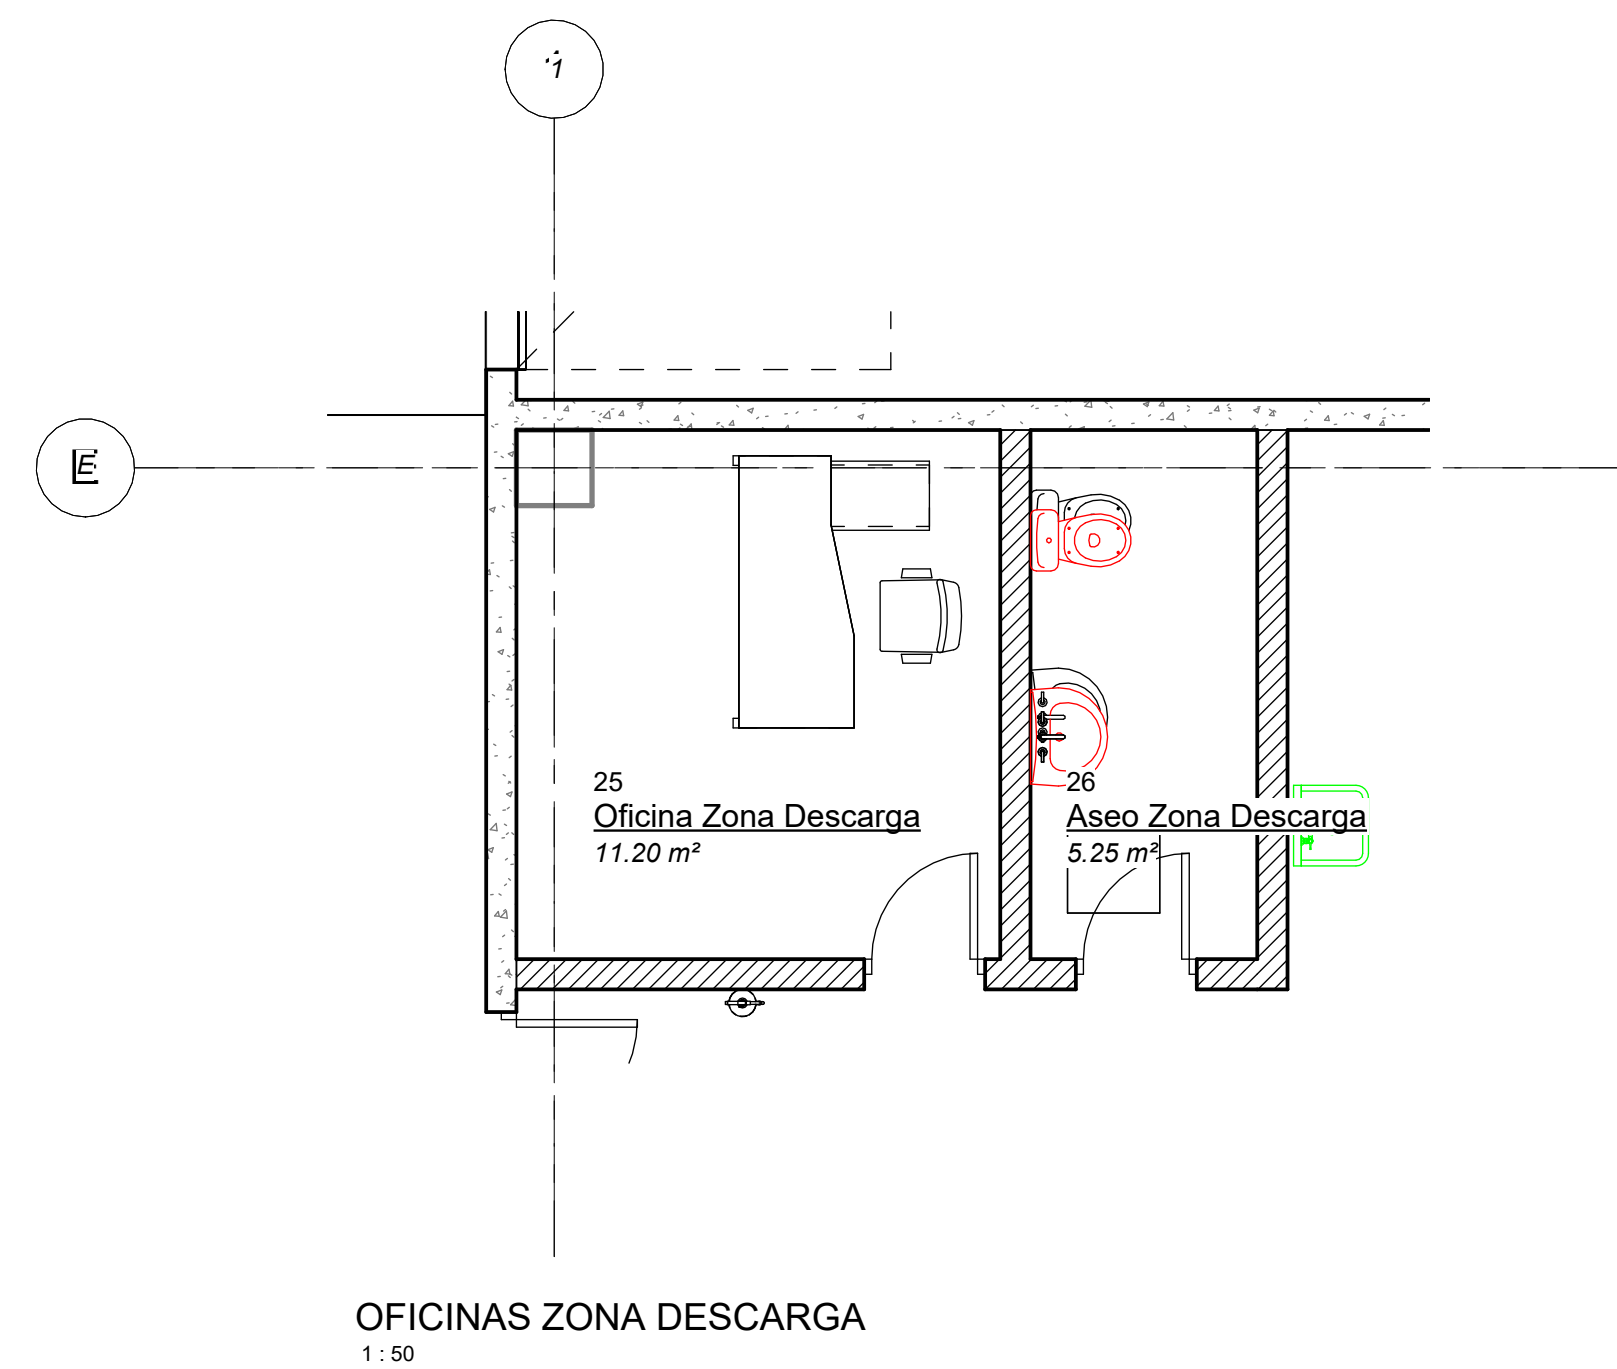 1
E
25
Oficina Zona Descarga
11.20 m²
26
Aseo Zona Descarga
5.25 m²
OFICINAS ZONA DESCARGA
1 : 50